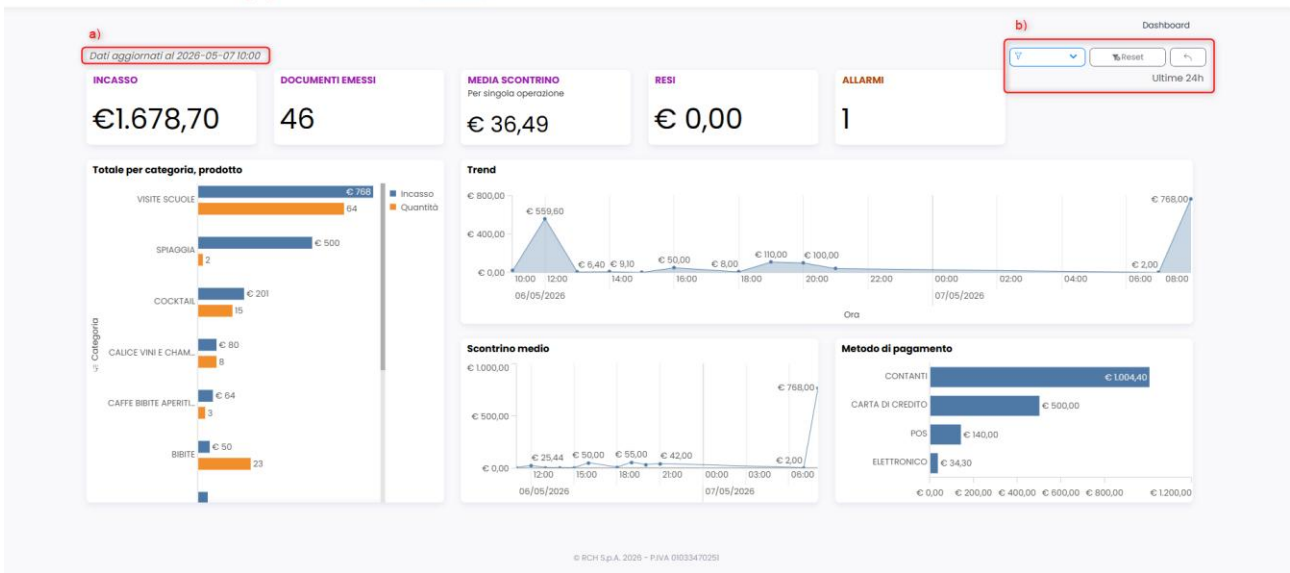 a)
b)
Dashboard
Dati aggiornati al 2026-05-07 10:00
Reset
Ultime 24h
INCASSO
€1.678,70
DOCUMENTI EMESSI
46
MEDIA SCONTRINO
Per singola operazione
€ 36,49
RESI
€ 0,00
ALLARMI
1
Totale per categoria, prodotto
Categoria
VISITE SCUOLE
€ 768
64
SPIAGGIA
€ 500
2
COCKTAIL
€ 201
15
CALICE VINI E CHAM...
€ 80
8
CAFFE BIBITE APERITI...
€ 64
3
BIBITE
€ 50
23
Incasso
Quantità
Trend
€ 800,00
€ 400,00
€ 0,00
€ 559,60
€ 6,40
€ 9,10
€ 50,00
€ 8,00
€ 110,00
€ 100,00
€ 2,00
€ 768,00
10:00 12:00 14:00 16:00 18:00 20:00 22:00 00:00 02:00 04:00 06:00 08:00
06/05/2026 07/05/2026
Ora
Scontrino medio
€ 1.000,00
€ 500,00
€ 0,00
€ 25,44
€ 50,00
€ 55,00
€ 42,00
€ 2,00
€ 768,00
12:00 15:00 18:00 21:00 00:00 03:00 06:00
06/05/2026 07/05/2026
Metodo di pagamento
CONTANTI
€ 1.004,40
CARTA DI CREDITO
€ 500,00
POS
€ 140,00
ELETTRONICO
€ 34,30
€ 0,00 € 200,00 € 400,00 € 600,00 € 800,00 € 1.200,00
© RCH S.p.A. 2026 - P.IVA 01033470251